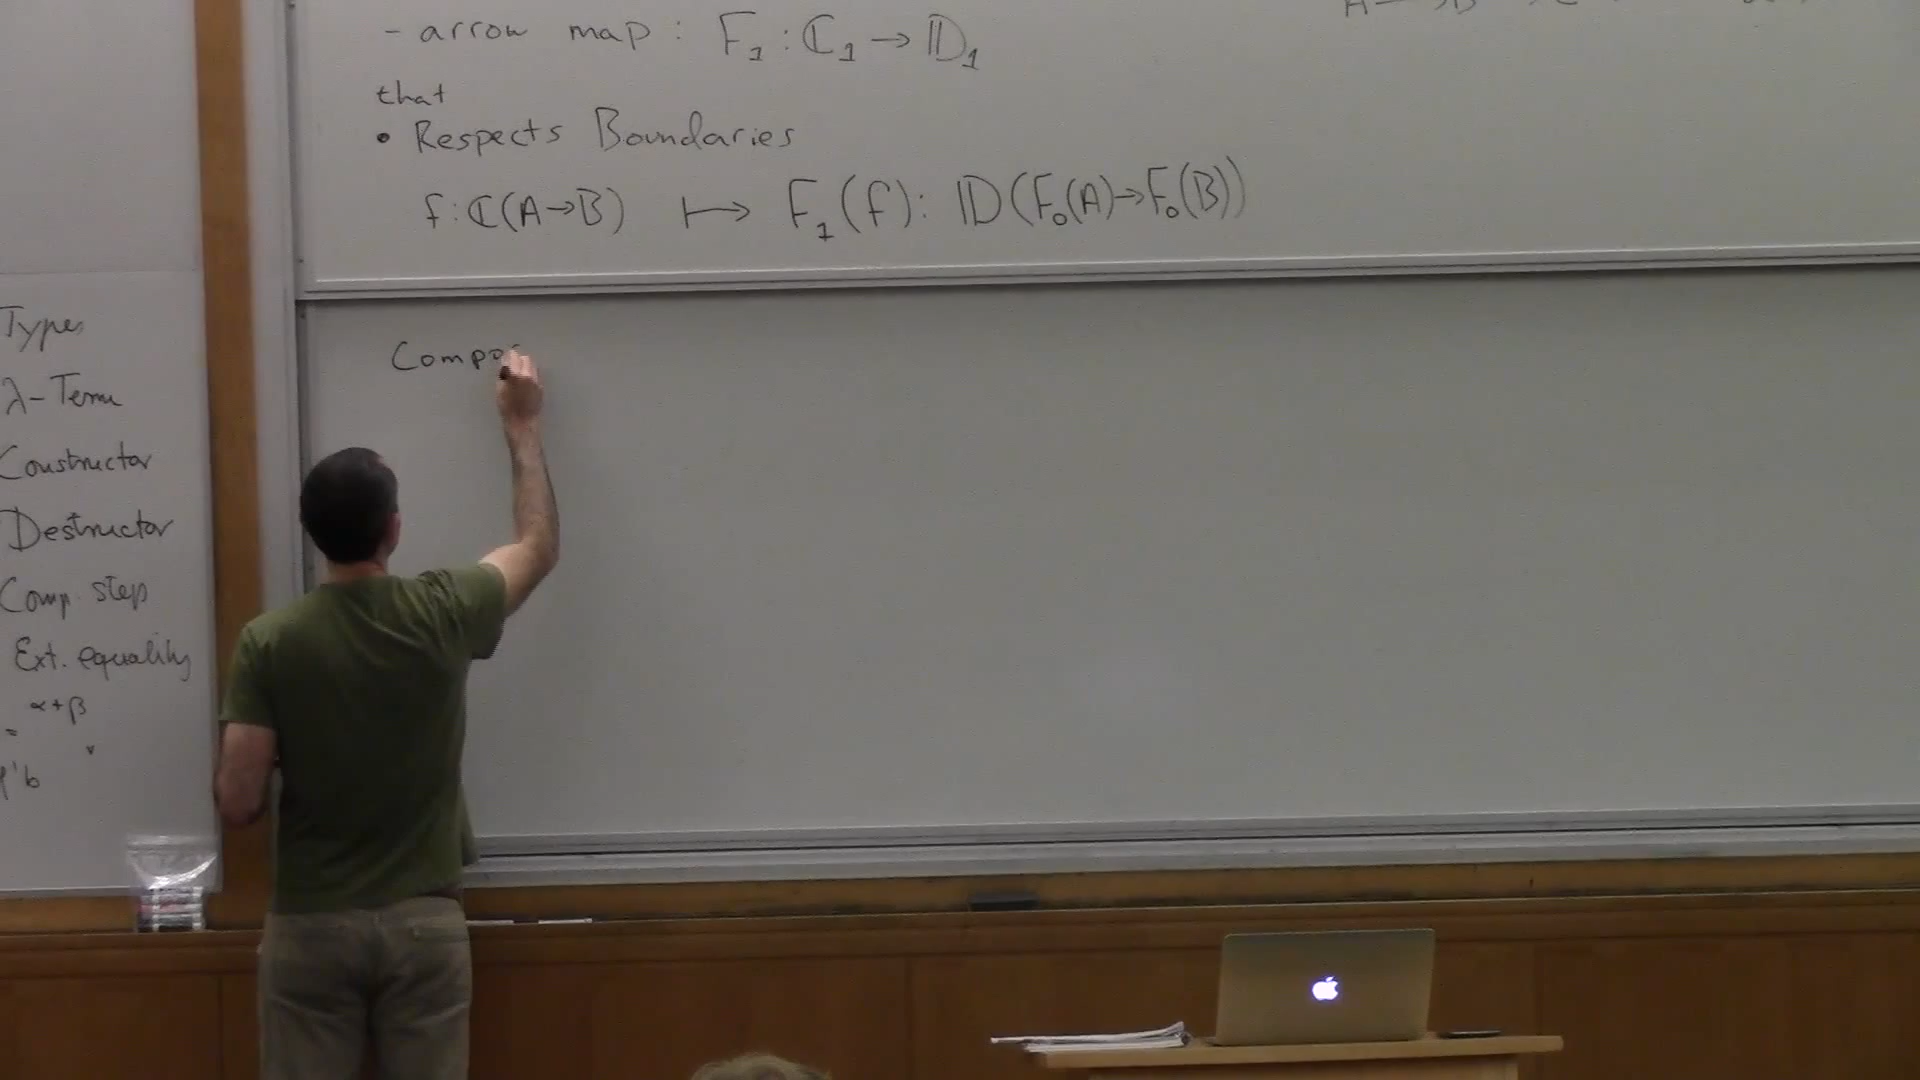 - arrow map : F₁ : ℂ₁ → 𝔻₁
that
• Respects Boundaries
f : ℂ(A→B) ↦ F₁(f) : 𝔻(F₀(A)→F₀(B))
Compo
Types
λ-Term
Constructor
Destructor
Comp. step
Ext. equality
α+β